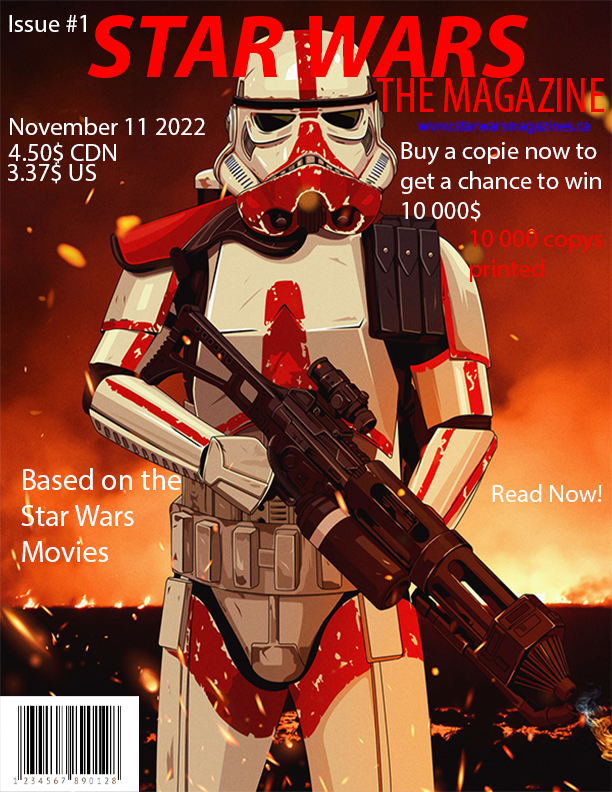 Issue #1
STAR WARS
THE MAGAZINE
www.starwarsmagazines.ca
November 11 2022
4.50$ CDN
3.37$ US
Buy a copie now to
get a chance to win
10 000$
10 000 copys
printed
Based on the
Star Wars
Movies
Read Now!
1 234567 890128